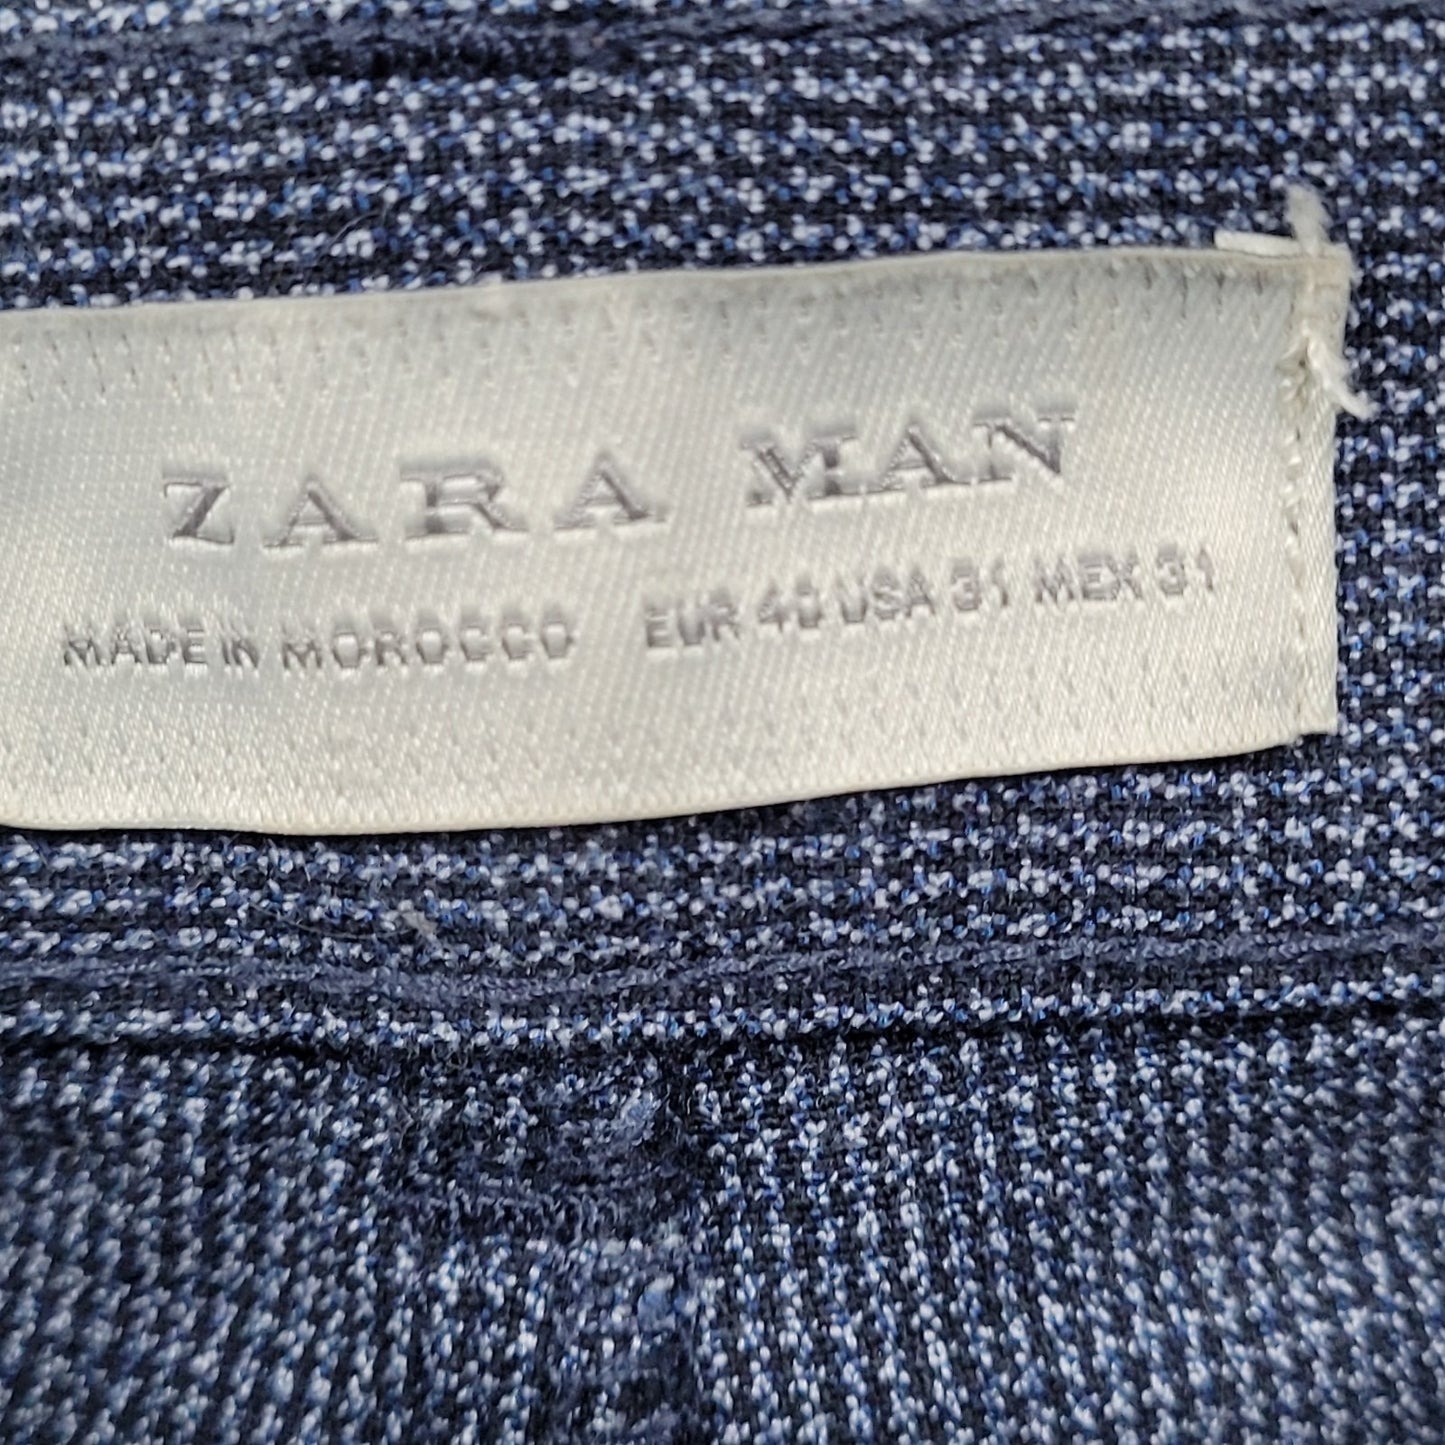 ZARA MAN
MADE IN MOROCCO EUR 40 USA 31 MEX 31